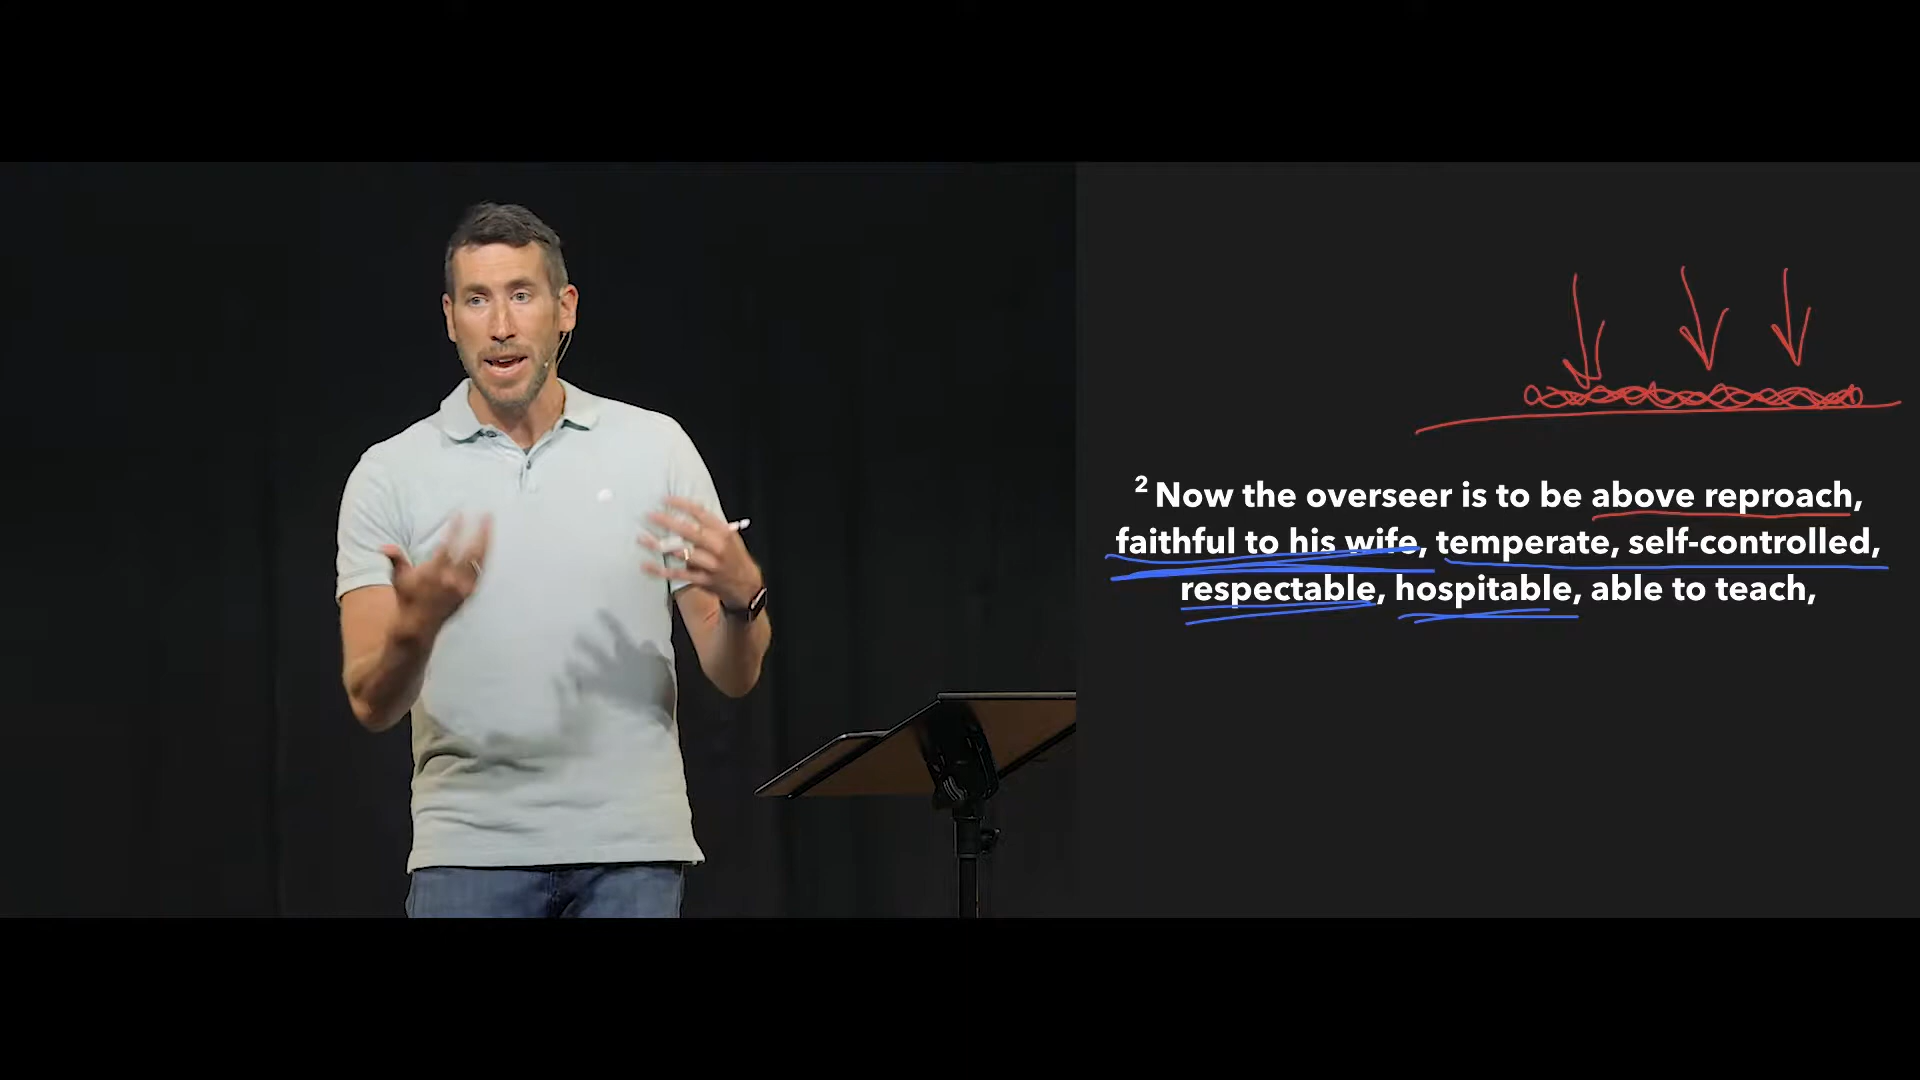 2 Now the overseer is to be above reproach,
faithful to his wife, temperate, self-controlled,
respectable, hospitable, able to teach,